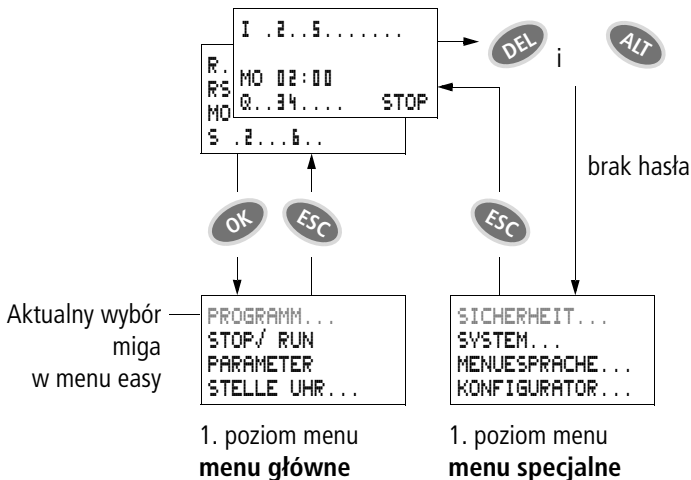 I .2..5.......
MO 02:00
Q..34.... STOP
R.
RS
MO
S .2...6..
DEL i ALT
brak hasła
OK ESC ESC
Aktualny wybór
miga
w menu easy
PROGRAMM...
STOP√ RUN
PARAMETER
STELLE UHR...
SICHERHEIT...
SYSTEM...
MENUESPRACHE...
KONFIGURATOR...
1. poziom menu
menu główne
1. poziom menu
menu specjalne